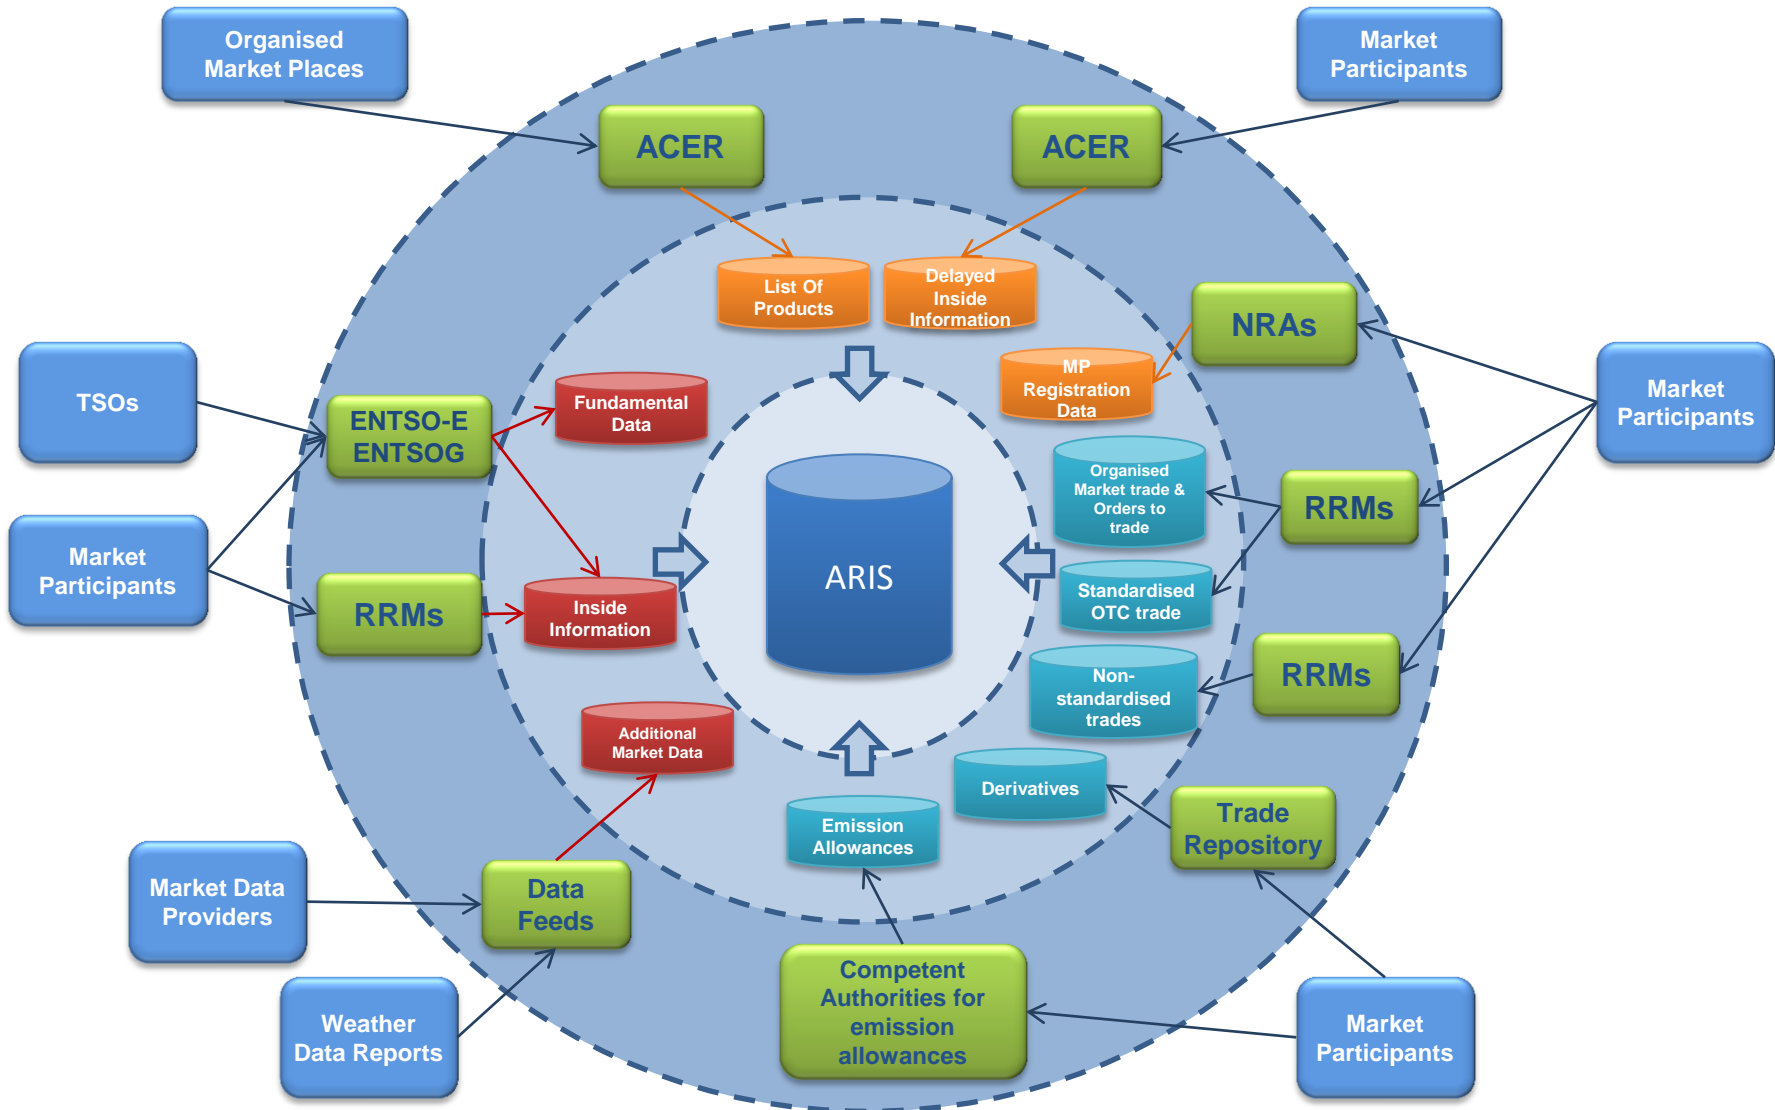 Organised
Market Places
Market
Participants
ACER
ACER
List Of
Products
Delayed
Inside
Information
NRAs
MP
Registration
Data
TSOs
Market
Participants
ENTSO-E
ENTSOG
Fundamental
Data
Organised
Market trade &
Orders to
trade
RRMs
ARIS
Market
Participants
RRMs
Inside
Information
Standardised
OTC trade
Non-
standardised
trades
RRMs
Additional
Market Data
Derivatives
Emission
Allowances
Trade
Repository
Market Data
Providers
Data
Feeds
Competent
Authorities for
emission
allowances
Weather
Data Reports
Market
Participants